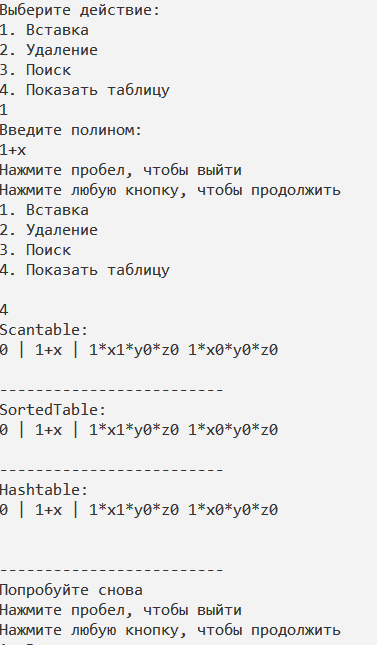 Выберите действие:
1. Вставка
2. Удаление
3. Поиск
4. Показать таблицу
1
Введите полином:
1+x
Нажмите пробел, чтобы выйти
Нажмите любую кнопку, чтобы продолжить
1. Вставка
2. Удаление
3. Поиск
4. Показать таблицу
4
Scantable:
0 | 1+x | 1*x1*y0*z0 1*x0*y0*z0
-------------------------
SortedTable:
0 | 1+x | 1*x1*y0*z0 1*x0*y0*z0
-------------------------
Hashtable:
0 | 1+x | 1*x1*y0*z0 1*x0*y0*z0
-------------------------
Попробуйте снова
Нажмите пробел, чтобы выйти
Нажмите любую кнопку, чтобы продолжить